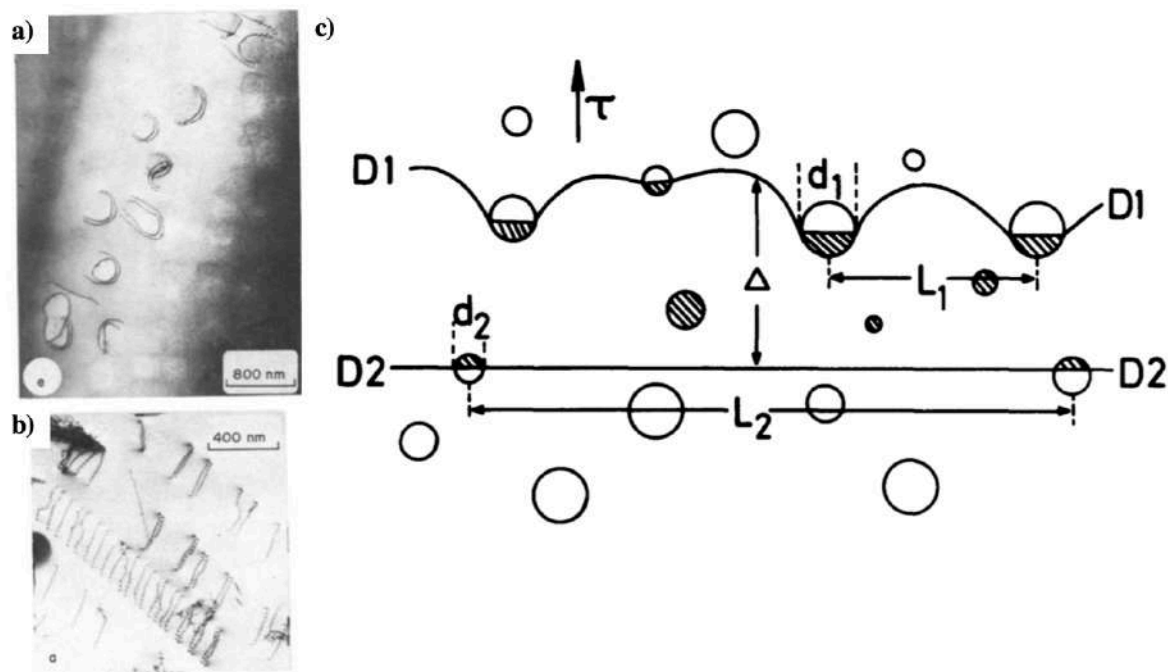 a)
e
800 nm
b)
400 nm
a
c)
τ
D1
d₁
D1
L₁
Δ
d₂
D2
D2
L₂